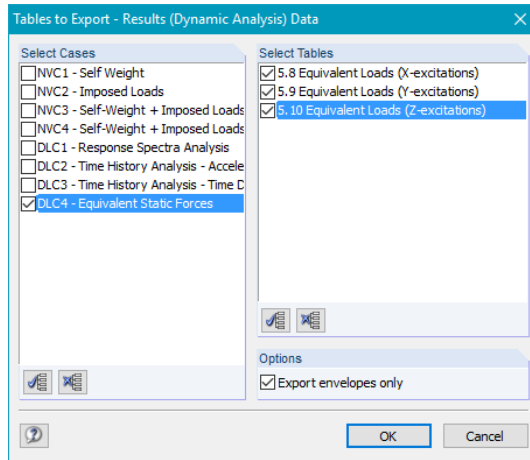 Tables to Export - Results (Dynamic Analysis) Data
Select Cases
NVC1 - Self Weight
NVC2 - Imposed Loads
NVC3 - Self-Weight + Imposed Loads
NVC4 - Self-Weight + Imposed Loads
DLC1 - Response Spectra Analysis
DLC2 - Time History Analysis - Accele
DLC3 - Time History Analysis - Time D
DLC4 - Equivalent Static Forces
Select Tables
5.8 Equivalent Loads (X-excitations)
5.9 Equivalent Loads (Y-excitations)
5.10 Equivalent Loads (Z-excitations)
Options
Export envelopes only
OK
Cancel